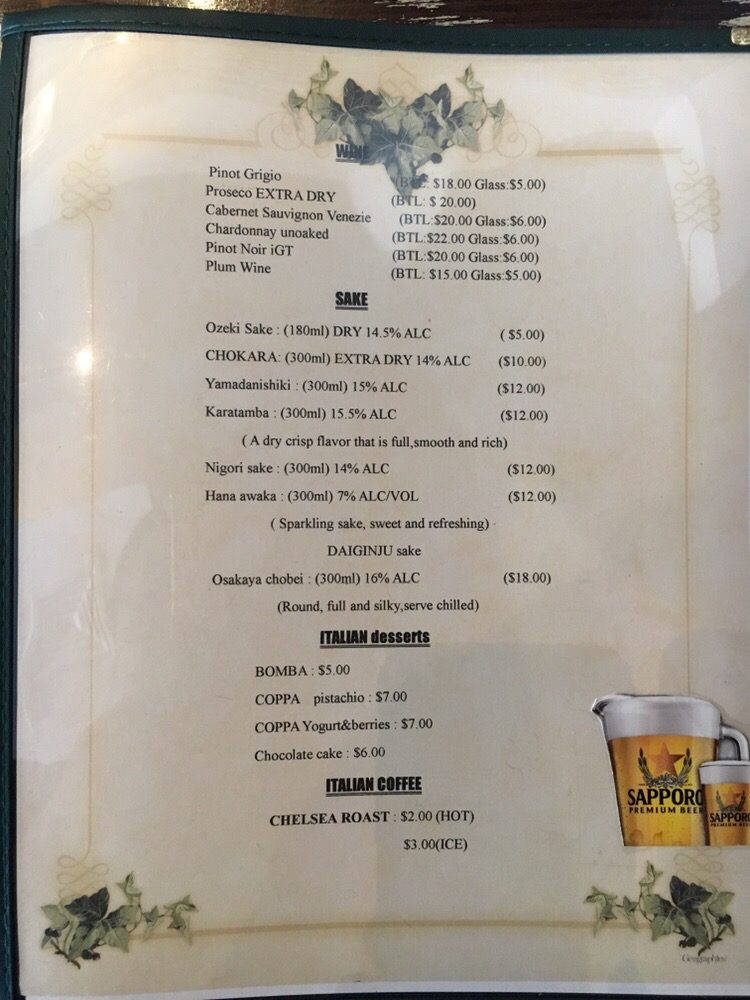 WINE
Pinot Grigio (BTL: $18.00 Glass:$5.00)
Proseco EXTRA DRY (BTL: $ 20.00)
Cabernet Sauvignon Venezie (BTL:$20.00 Glass:$6.00)
Chardonnay unoaked (BTL:$22.00 Glass:$6.00)
Pinot Noir iGT (BTL:$20.00 Glass:$6.00)
Plum Wine (BTL: $15.00 Glass:$5.00)
SAKE
Ozeki Sake : (180ml) DRY 14.5% ALC ( $5.00)
CHOKARA: (300ml) EXTRA DRY 14% ALC ($10.00)
Yamadanishiki : (300ml) 15% ALC ($12.00)
Karatamba : (300ml) 15.5% ALC ($12.00)
( A dry crisp flavor that is full,smooth and rich)
Nigori sake : (300ml) 14% ALC ($12.00)
Hana awaka : (300ml) 7% ALC/VOL ($12.00)
( Sparkling sake, sweet and refreshing)
DAIGINJU sake
Osakaya chobei : (300ml) 16% ALC ($18.00)
(Round, full and silky,serve chilled)
ITALIAN desserts
BOMBA : $5.00
COPPA pistachio : $7.00
COPPA Yogurt&berries : $7.00
Chocolate cake : $6.00
ITALIAN COFFEE
CHELSEA ROAST : $2.00 (HOT)
$3.00(ICE)
SAPPORO
PREMIUM BEER
SAPPORO
PREMIUM BEER
Geographics